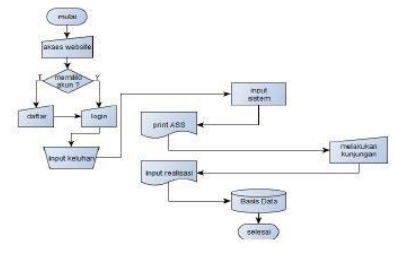 mulai
akses website
memiliki
akun ?
T
Y
daftar
login
input keluhan
input
sistem
print ASS
melakukan
kunjungan
input realisasi
Basis Data
selesai